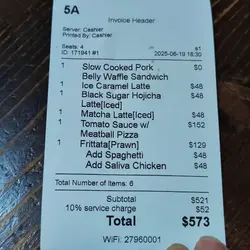 5A
Invoice Header
Server: Cashier
Printed By: Cashier
Seats: 4 $1
ID: 171941 #1 2025-06-19 18:30
1 Slow Cooked Pork $0
Belly Waffle Sandwich
1 Ice Caramel Latte $48
1 Black Sugar Hojicha $48
Latte[Iced]
1 Matcha Latte[Iced] $48
1 Tomato Sauce w/ $152
Meatball Pizza
1 Frittata[Prawn] $129
Add Spaghetti $48
Add Saliva Chicken $48
Total Number of Items: 6
Subtotal $521
10% service charge $52
Total $573
WiFi: 27960001